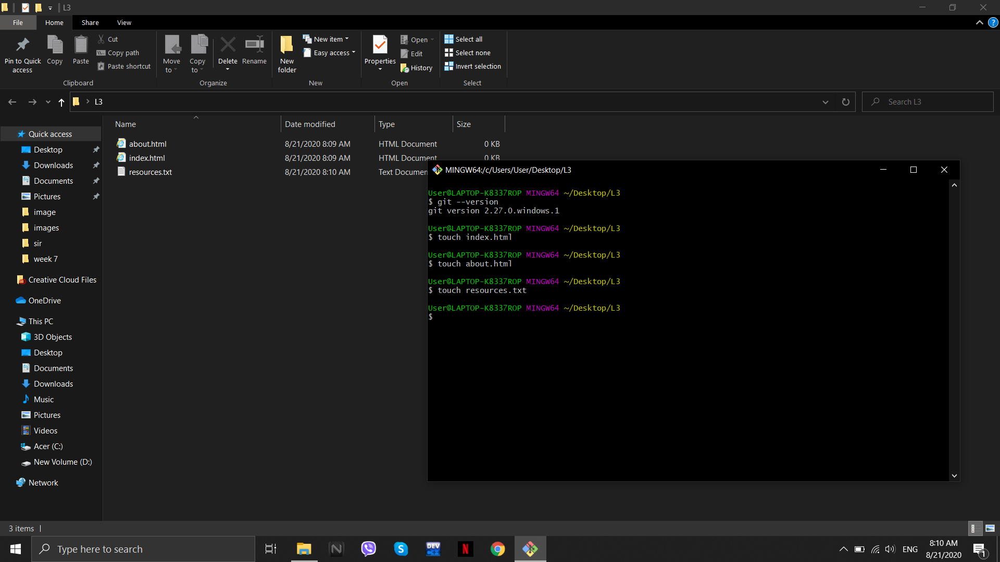 L3
File Home Share View
Pin to Quick access
Copy
Paste
Cut
Copy path
Paste shortcut
Clipboard
Move to
Copy to
Delete
Rename
Organize
New folder
New item
Easy access
New
Properties
Open
Edit
History
Open
Select all
Select none
Invert selection
Select
L3
Search L3
Name Date modified Type Size
about.html 8/21/2020 8:09 AM HTML Document 0 KB
index.html 8/21/2020 8:09 AM HTML Document 0 KB
resources.txt 8/21/2020 8:10 AM Text Documen
Quick access
Desktop
Downloads
Documents
Pictures
image
images
sir
week 7
Creative Cloud Files
OneDrive
This PC
3D Objects
Desktop
Documents
Downloads
Music
Pictures
Videos
Acer (C:)
New Volume (D:)
Network
MINGW64:/c/Users/User/Desktop/L3
User@LAPTOP-K8337ROP MINGW64 ~/Desktop/L3
$ git --version
git version 2.27.0.windows.1
User@LAPTOP-K8337ROP MINGW64 ~/Desktop/L3
$ touch index.html
User@LAPTOP-K8337ROP MINGW64 ~/Desktop/L3
$ touch about.html
User@LAPTOP-K8337ROP MINGW64 ~/Desktop/L3
$ touch resources.txt
User@LAPTOP-K8337ROP MINGW64 ~/Desktop/L3
$
3 items
Type here to search
DEV C++
N
ENG
8:10 AM
8/21/2020
1